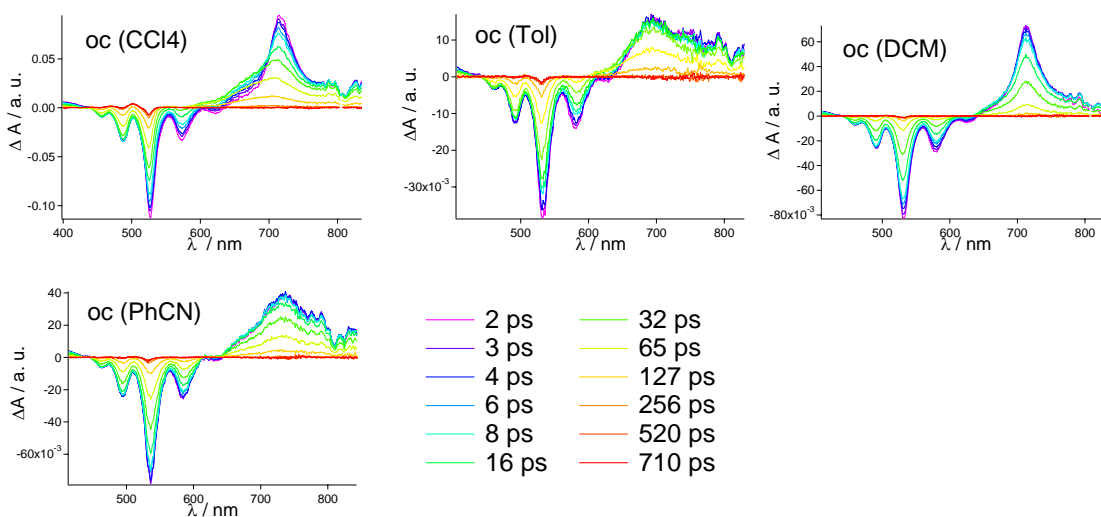 oc (CCl4)
0.05
0.00
-0.05
-0.10
Δ A / a. u.
400
500
600
700
800
λ / nm
oc (Tol)
10
0
-10
-30x10⁻³
ΔA / a. u.
500
600
700
800
λ / nm
oc (DCM)
60
40
20
0
-20
-40
-60
-80x10⁻³
Δ A / a. u.
500
600
700
800
λ / nm
oc (PhCN)
40
20
0
-20
-40
-60x10⁻³
ΔA / a. u.
500
600
700
800
λ / nm
2 ps
3 ps
4 ps
6 ps
8 ps
16 ps
32 ps
65 ps
127 ps
256 ps
520 ps
710 ps